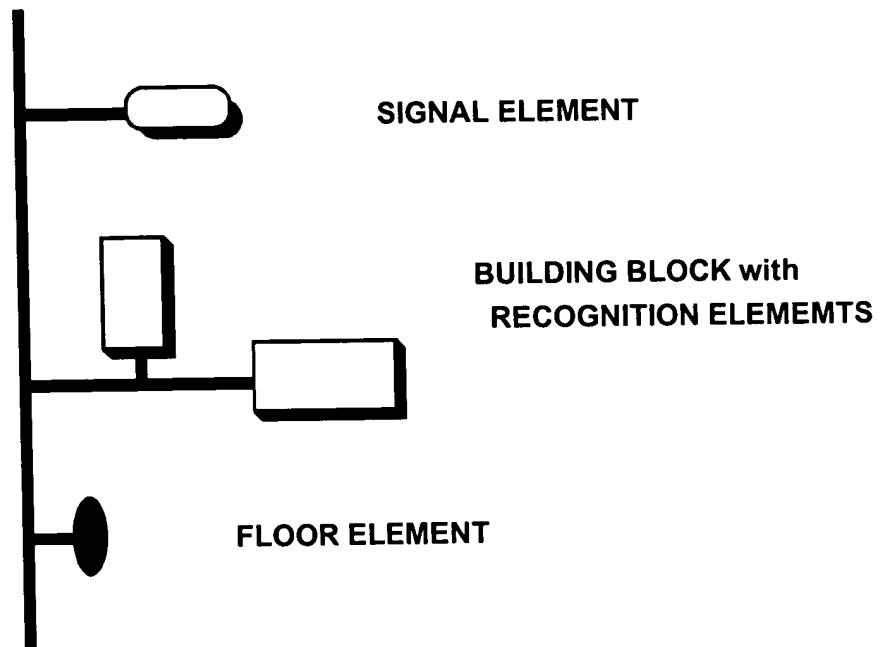 SIGNAL ELEMENT
BUILDING BLOCK with
RECOGNITION ELEMEMTS
FLOOR ELEMENT